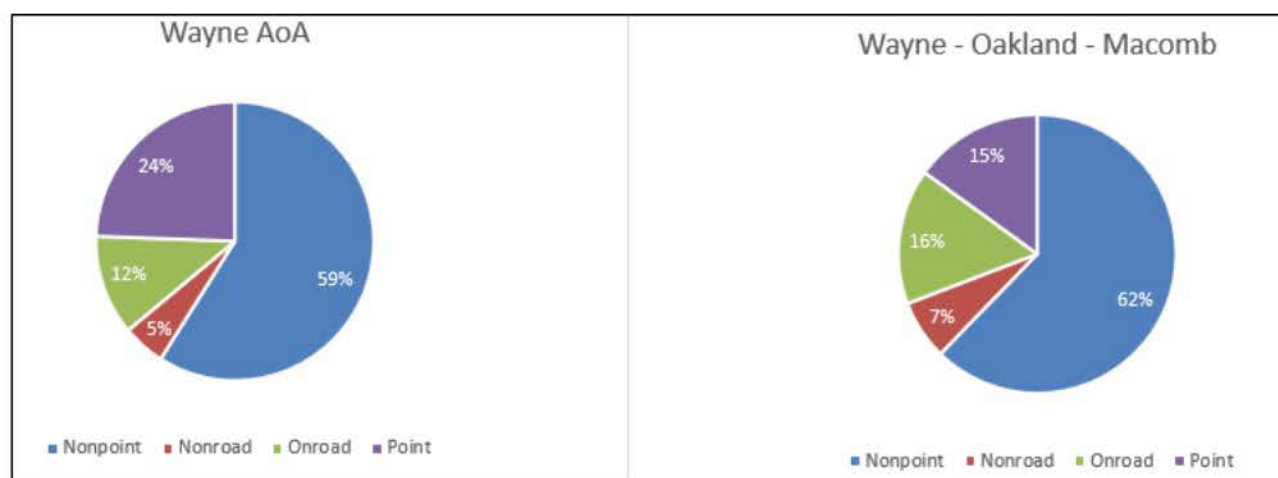 Wayne AoA
24%
12%
5%
59%
Nonpoint Nonroad Onroad Point
Wayne - Oakland - Macomb
15%
16%
7%
62%
Nonpoint Nonroad Onroad Point